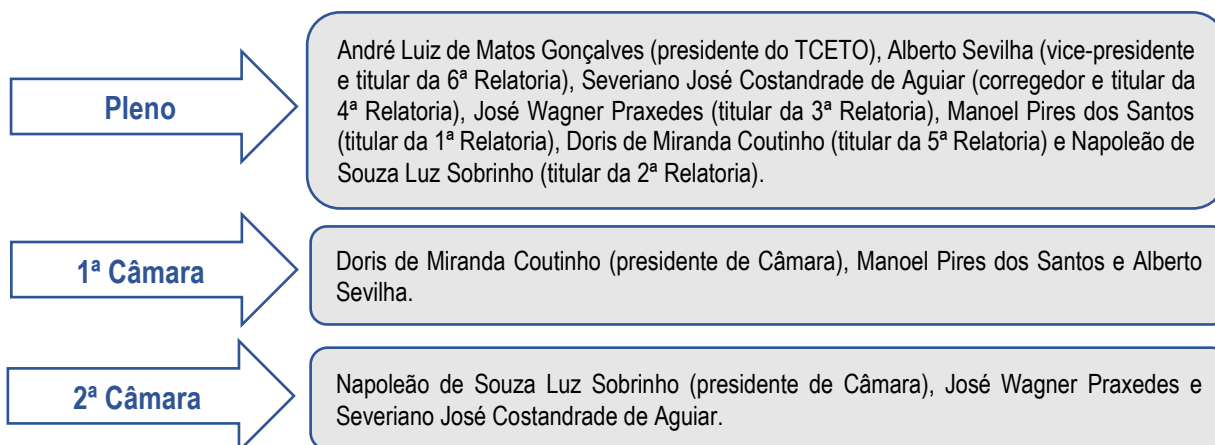 Pleno
André Luiz de Matos Gonçalves (presidente do TCETO), Alberto Sevilha (vice-presidente
e titular da 6ª Relatoria), Severiano José Costandrade de Aguiar (corregedor e titular da
4ª Relatoria), José Wagner Praxedes (titular da 3ª Relatoria), Manoel Pires dos Santos
(titular da 1ª Relatoria), Doris de Miranda Coutinho (titular da 5ª Relatoria) e Napoleão de
Souza Luz Sobrinho (titular da 2ª Relatoria).
1ª Câmara
Doris de Miranda Coutinho (presidente de Câmara), Manoel Pires dos Santos e Alberto
Sevilha.
2ª Câmara
Napoleão de Souza Luz Sobrinho (presidente de Câmara), José Wagner Praxedes e
Severiano José Costandrade de Aguiar.